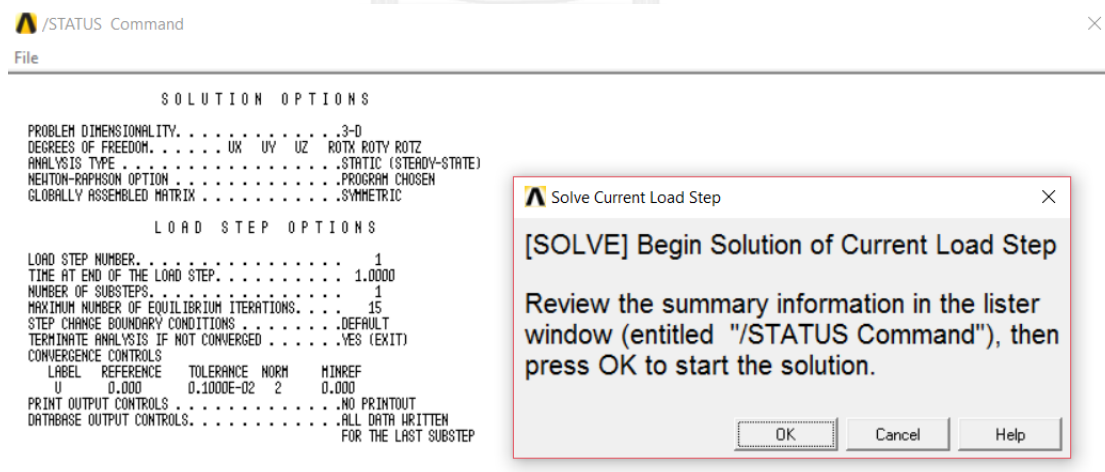 /STATUS Command
File
SOLUTION OPTIONS
PROBLEM DIMENSIONALITY. . . . . . . . . . . . .3-D
DEGREES OF FREEDOM. . . . . . UX UY UZ ROTX ROTY ROTZ
ANALYSIS TYPE . . . . . . . . . . . . . . . . .STATIC (STEADY-STATE)
NEWTON-RAPHSON OPTION . . . . . . . . . . . . .PROGRAM CHOSEN
GLOBALLY ASSEMBLED MATRIX . . . . . . . . . . .SYMMETRIC
LOAD STEP OPTIONS
LOAD STEP NUMBER. . . . . . . . . . . . . . . . 1
TIME AT END OF THE LOAD STEP. . . . . . . . . . 1.0000
NUMBER OF SUBSTEPS. . . . . . . . . . . . . . . 1
MAXIMUM NUMBER OF EQUILIBRIUM ITERATIONS. . . . 15
STEP CHANGE BOUNDARY CONDITIONS . . . . . . . .DEFAULT
TERMINATE ANALYSIS IF NOT CONVERGED . . . . . .YES (EXIT)
CONVERGENCE CONTROLS
LABEL REFERENCE TOLERANCE NORM MINREF
U 0.000 0.1000E-02 2 0.000
PRINT OUTPUT CONTROLS . . . . . . . . . . . . .NO PRINTOUT
DATABASE OUTPUT CONTROLS. . . . . . . . . . . .ALL DATA WRITTEN
FOR THE LAST SUBSTEP
Solve Current Load Step
[SOLVE] Begin Solution of Current Load Step
Review the summary information in the lister
window (entitled "/STATUS Command"), then
press OK to start the solution.
OK Cancel Help